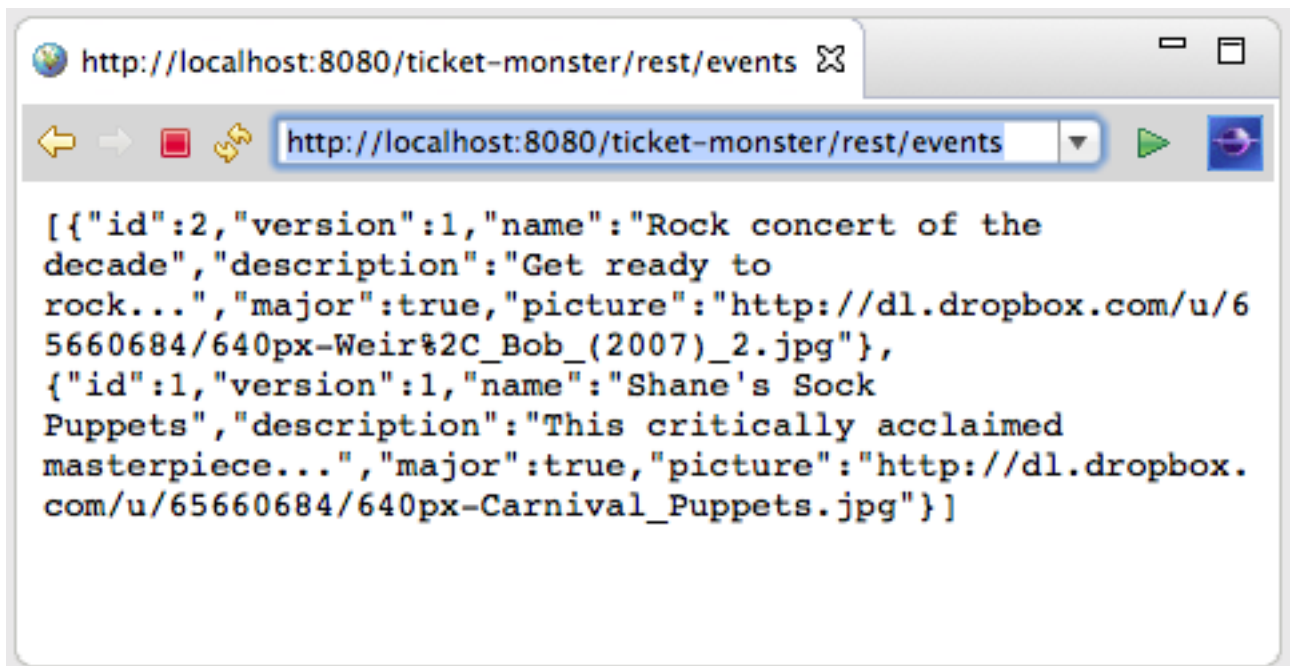 http://localhost:8080/ticket-monster/rest/events
http://localhost:8080/ticket-monster/rest/events
[{"id":2,"version":1,"name":"Rock concert of the
decade","description":"Get ready to
rock...","major":true,"picture":"http://dl.dropbox.com/u/6
5660684/640px-Weir%2C_Bob_(2007)_2.jpg"},
{"id":1,"version":1,"name":"Shane's Sock
Puppets","description":"This critically acclaimed
masterpiece...","major":true,"picture":"http://dl.dropbox.
com/u/65660684/640px-Carnival_Puppets.jpg"}]